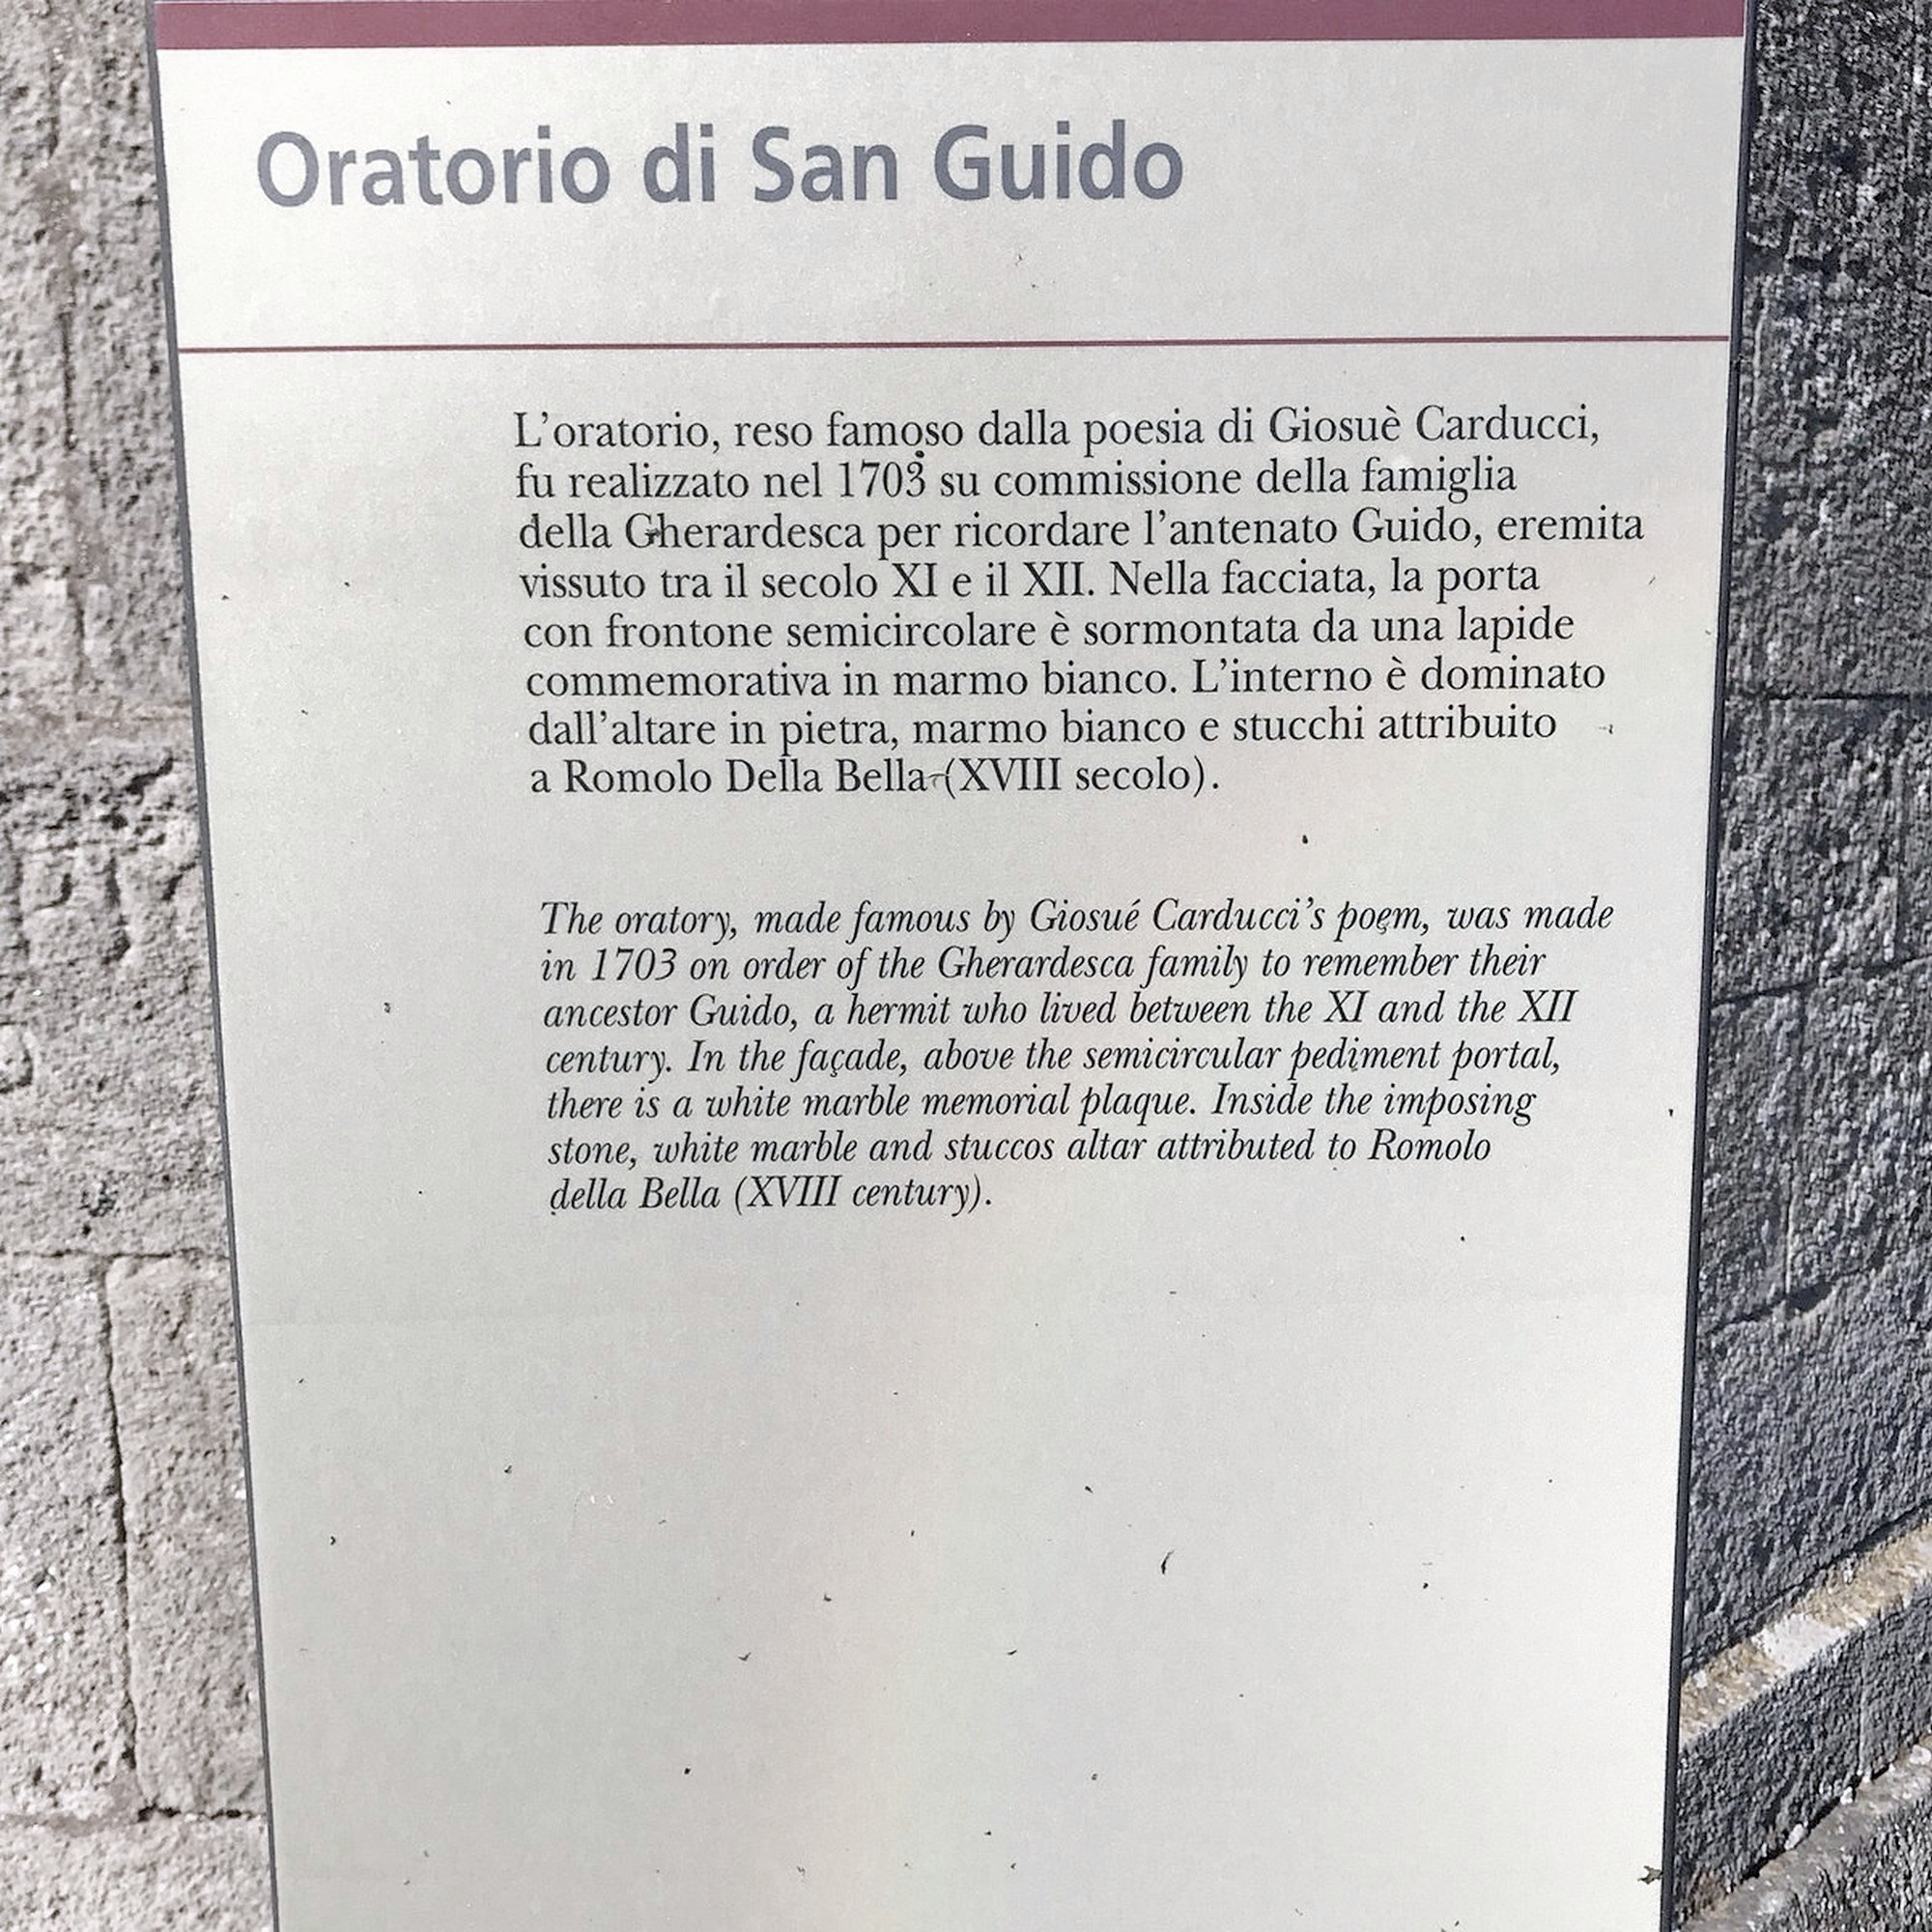 Oratorio di San Guido
L’oratorio, reso famoso dalla poesia di Giosuè Carducci,
fu realizzato nel 1703 su commissione della famiglia
della Gherardesca per ricordare l’antenato Guido, eremita
vissuto tra il secolo XI e il XII. Nella facciata, la porta
con frontone semicircolare è sormontata da una lapide
commemorativa in marmo bianco. L’interno è dominato
dall’altare in pietra, marmo bianco e stucchi attribuito
a Romolo Della Bella (XVIII secolo).
The oratory, made famous by Giosué Carducci’s poem, was made
in 1703 on order of the Gherardesca family to remember their
ancestor Guido, a hermit who lived between the XI and the XII
century. In the façade, above the semicircular pediment portal,
there is a white marble memorial plaque. Inside the imposing
stone, white marble and stuccos altar attributed to Romolo
della Bella (XVIII century).